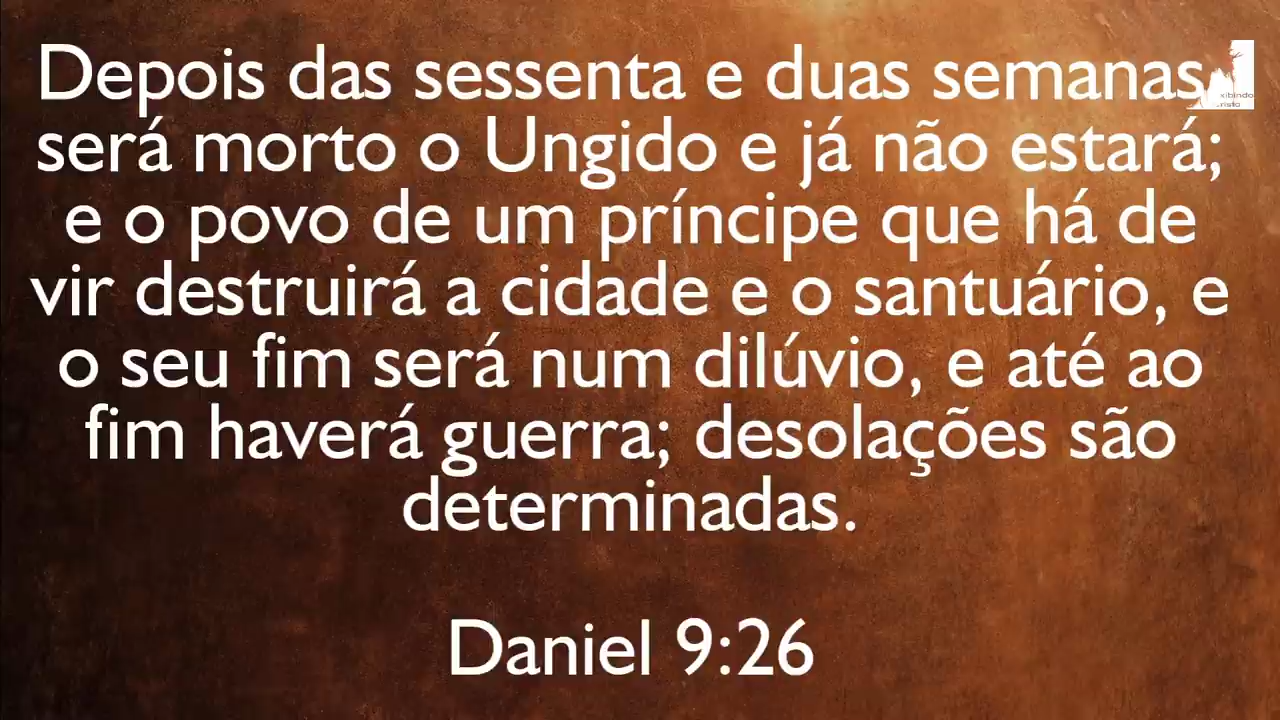 Depois das sessenta e duas semanas
será morto o Ungido e já não estará;
e o povo de um príncipe que há de
vir destruirá a cidade e o santuário, e
o seu fim será num dilúvio, e até ao
fim haverá guerra; desolações são
determinadas.
Daniel 9:26